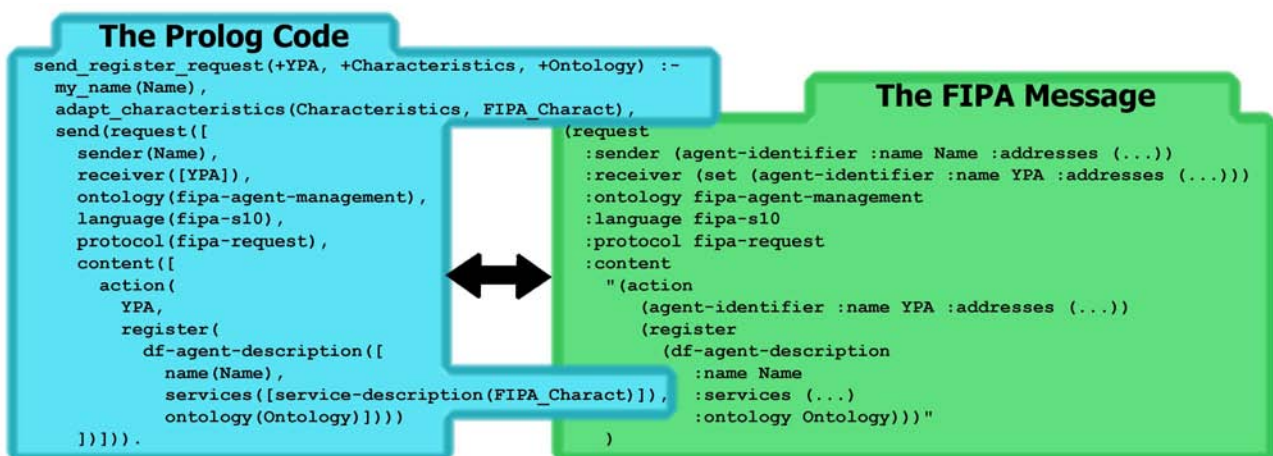 The Prolog Code
send_register_request(+YPA, +Characteristics, +Ontology) :-
my_name(Name),
adapt_characteristics(Characteristics, FIPA_Charact),
send(request([
sender(Name),
receiver([YPA]),
ontology(fipa-agent-management),
language(fipa-s10),
protocol(fipa-request),
content([
action(
YPA,
register(
df-agent-description([
name(Name),
services([service-description(FIPA_Charact)]),
ontology(Ontology)])))
])])).
The FIPA Message
(request
:sender (agent-identifier :name Name :addresses (...))
:receiver (set (agent-identifier :name YPA :addresses (...)))
:ontology fipa-agent-management
:language fipa-s10
:protocol fipa-request
:content
"(action
(agent-identifier :name YPA :addresses (...))
(register
(df-agent-description
:name Name
:services (...)
:ontology Ontology)))"
)